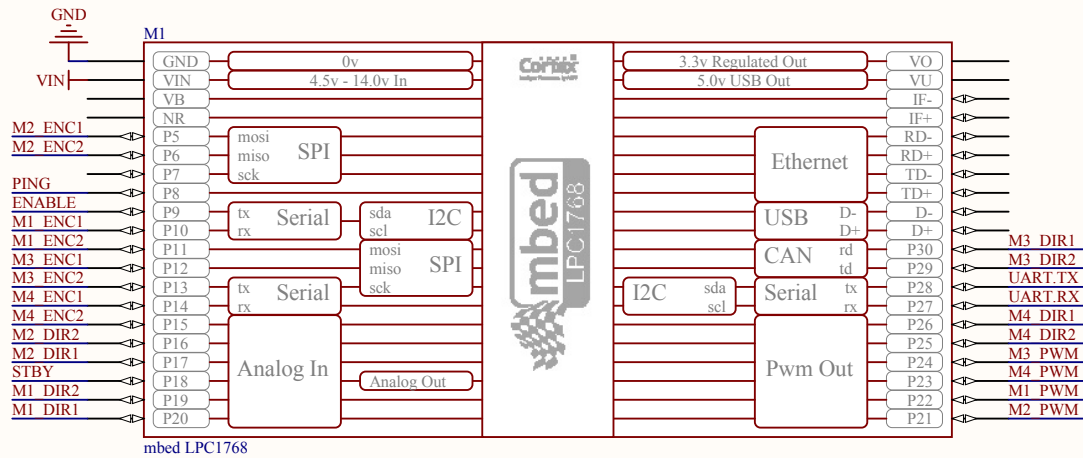 GND
M1
GND 0v 3.3v Regulated Out VO
VIN VIN 4.5v - 14.0v In 5.0v USB Out VU
VB IF-
NR IF+
M2_ENC1 P5 mosi RD-
M2_ENC2 P6 miso SPI Ethernet RD+
P7 sck TD-
PING P8 TD+
ENABLE P9 tx Serial sda I2C USB D- D-
M1_ENC1 P10 rx scl D+ D+
M1_ENC2 P11 mosi CAN rd P30 M3_DIR1
M3_ENC1 P12 miso SPI td P29 M3_DIR2
M3_ENC2 P13 tx Serial sck I2C sda Serial tx P28 UART.TX
M4_ENC1 P14 rx scl rx P27 UART.RX
M4_ENC2 P15 P26 M4_DIR1
M2_DIR2 P16 P25 M4_DIR2
M2_DIR1 P17 Analog In Pwm Out P24 M3_PWM
STBY P18 Analog Out P23 M4_PWM
M1_DIR2 P19 P22 M1_PWM
M1_DIR1 P20 P21 M2_PWM
mbed LPC1768
mbed
LPC1768